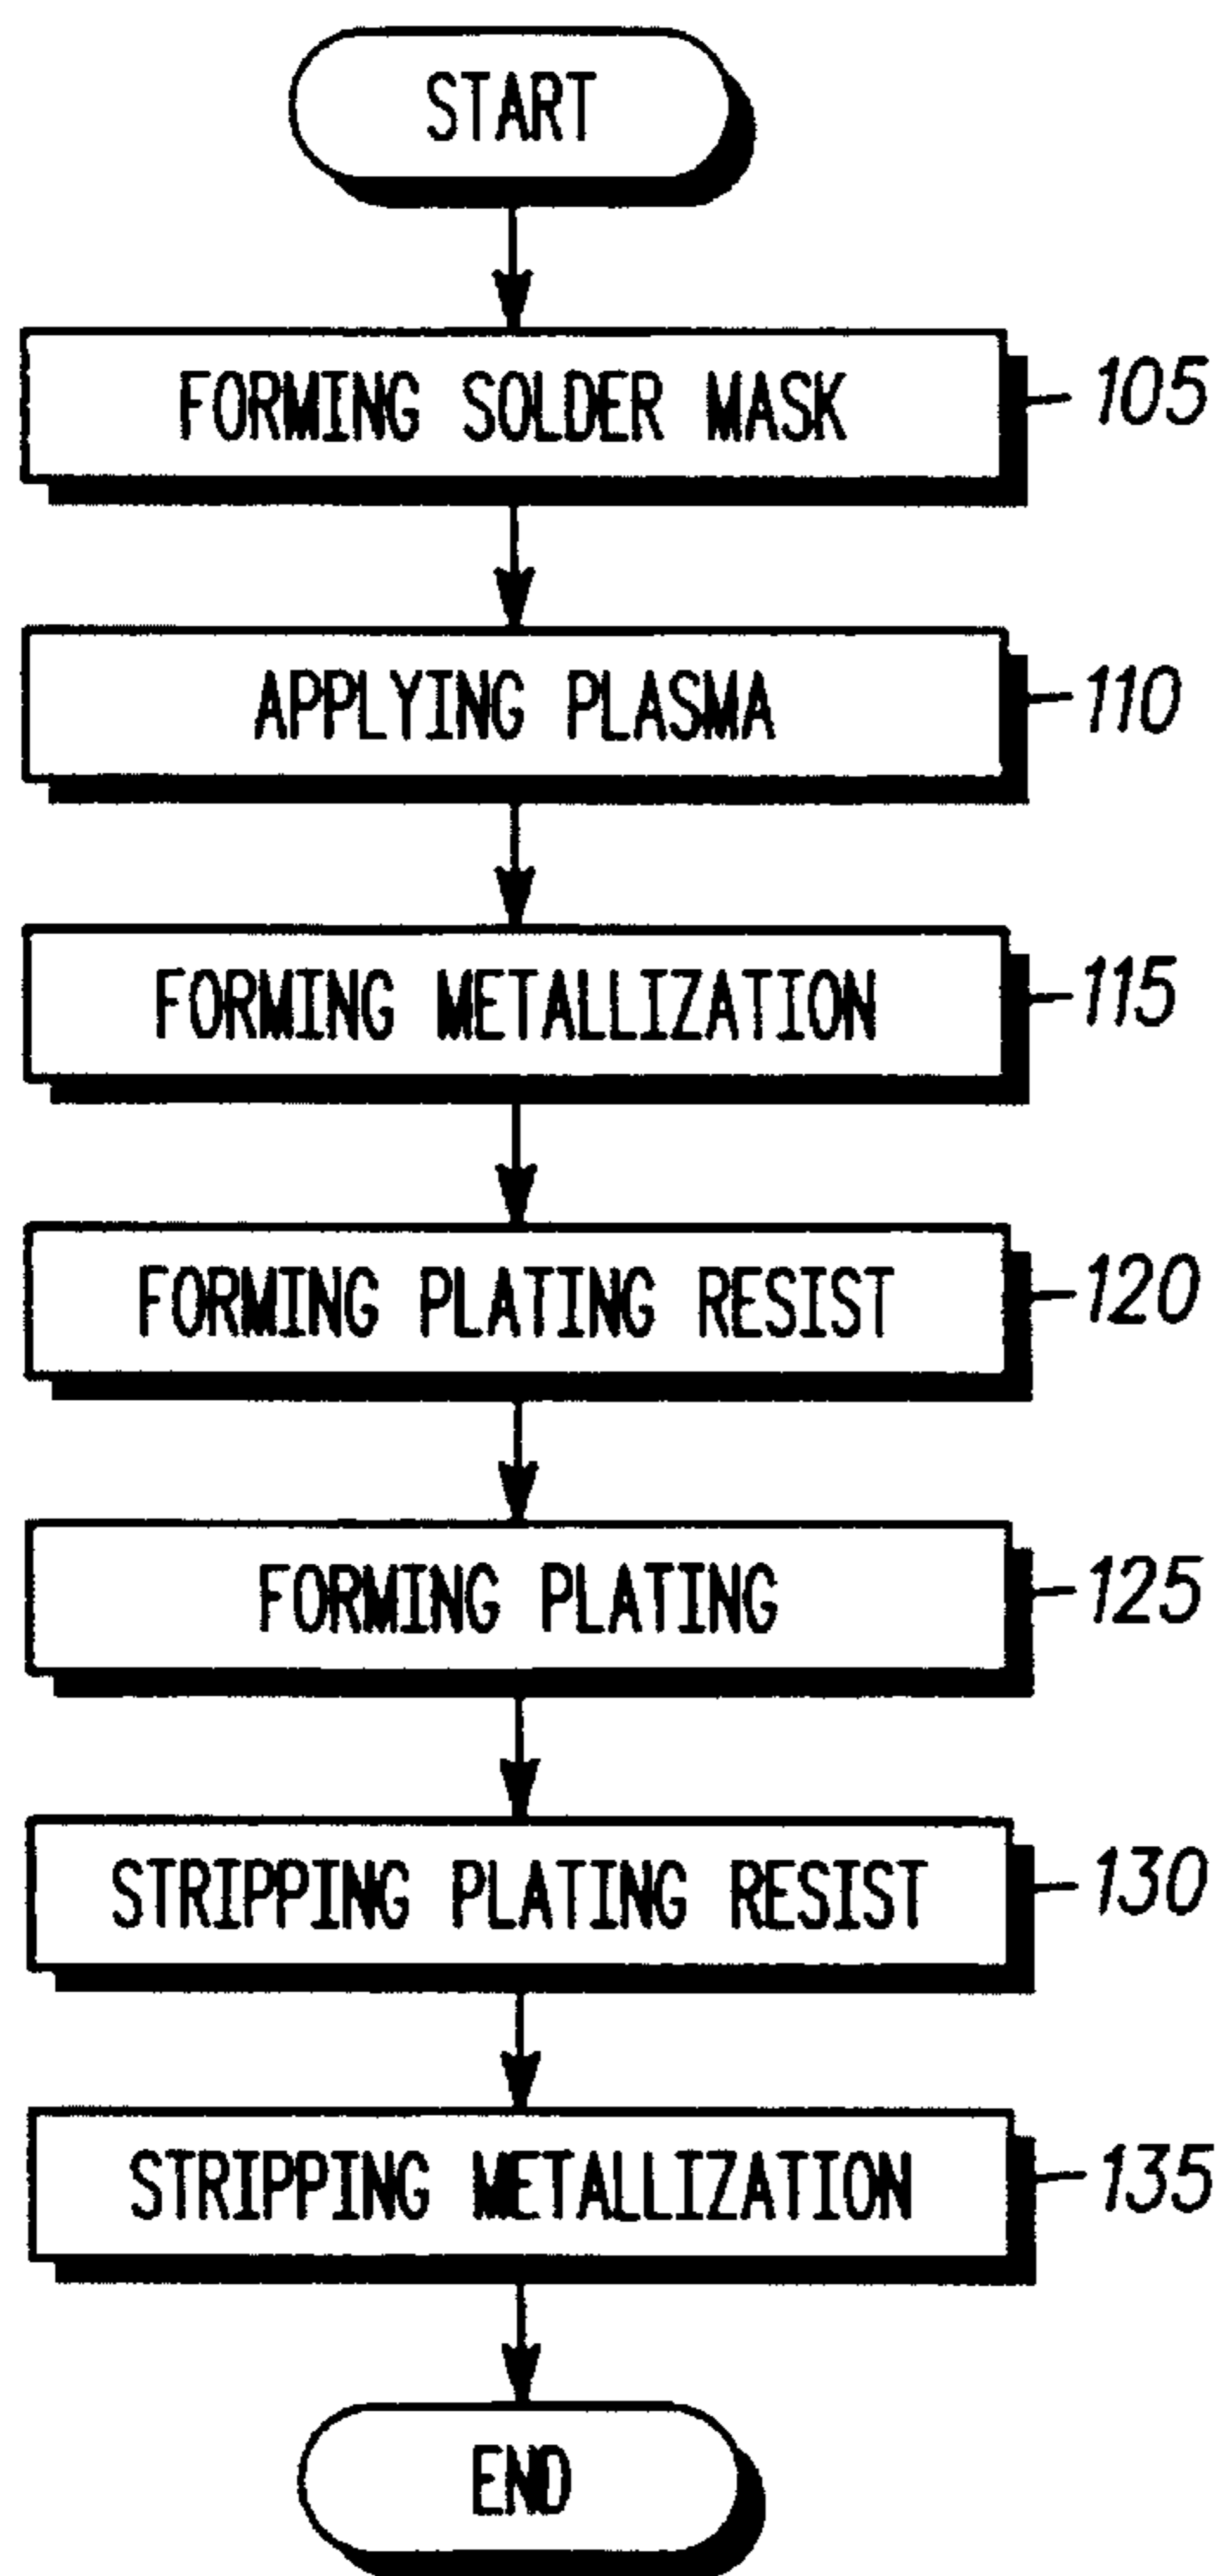 START
FORMING SOLDER MASK 105
APPLYING PLASMA 110
FORMING METALLIZATION 115
FORMING PLATING RESIST 120
FORMING PLATING 125
STRIPPING PLATING RESIST 130
STRIPPING METALLIZATION 135
END